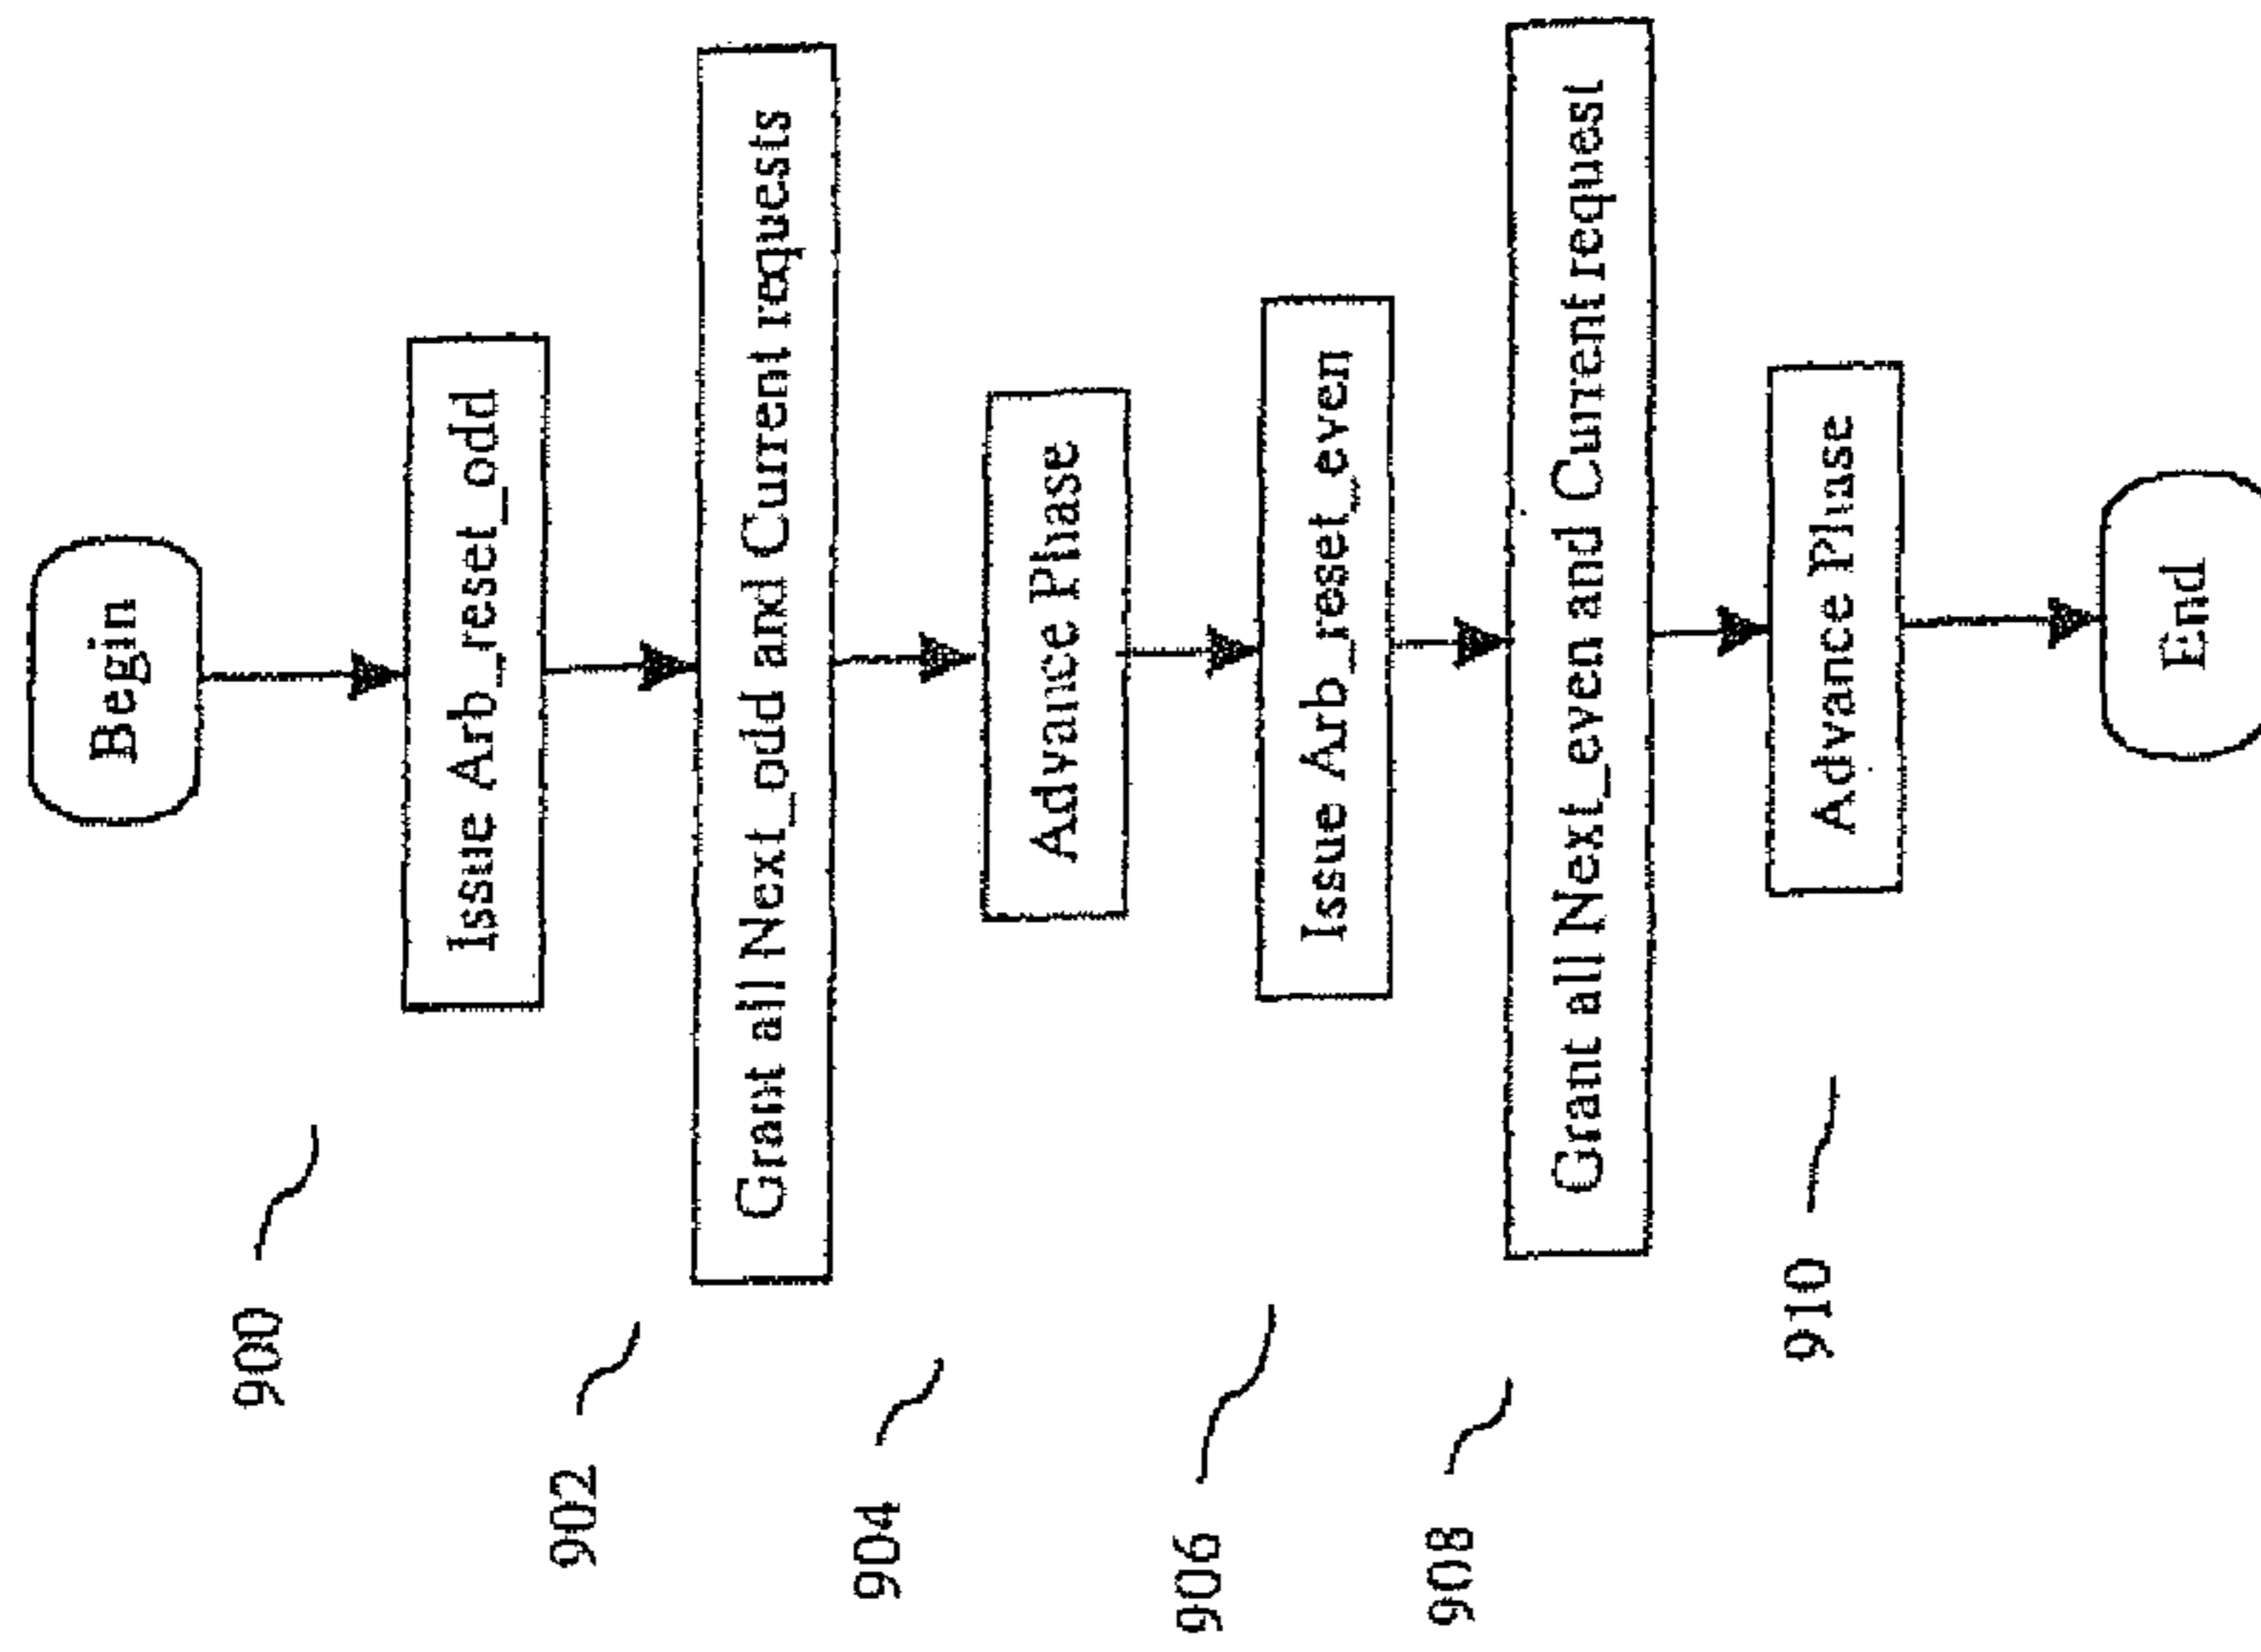 Begin
900
Issue Arb_reset_odd
902
Grant all Next_odd and Current requests
904
Advance Phase
906
Issue Arb_reset_even
908
Grant all Next_even and Current request
910
Advance Phase
End